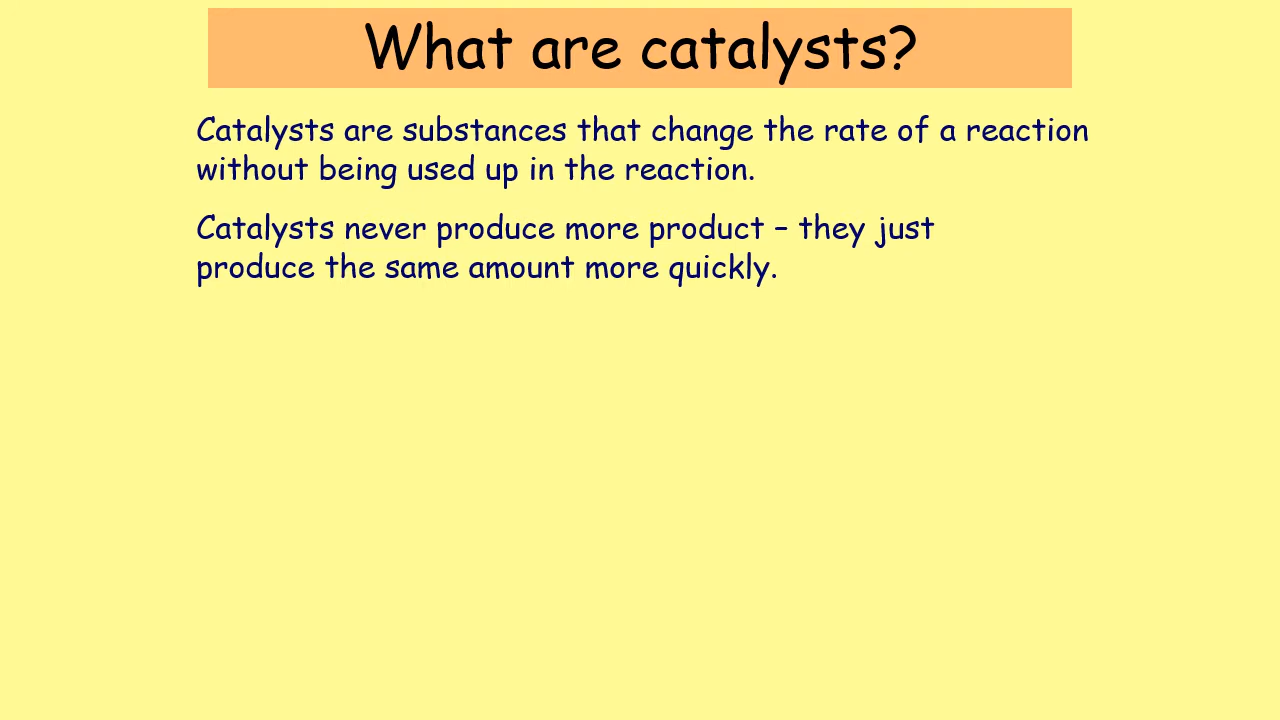 What are catalysts?
Catalysts are substances that change the rate of a reaction
without being used up in the reaction.
Catalysts never produce more product – they just
produce the same amount more quickly.